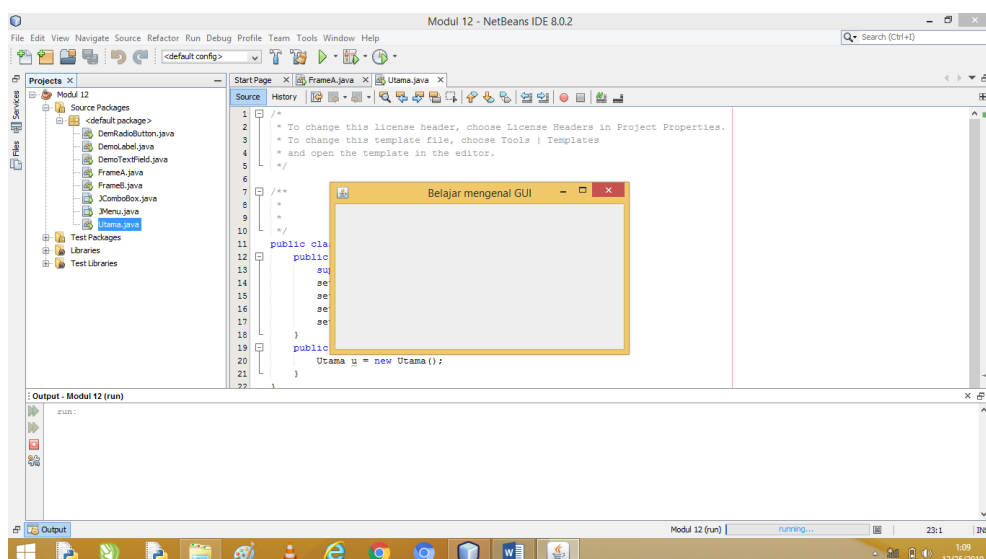 Modul 12 - NetBeans IDE 8.0.2
File Edit View Navigate Source Refactor Run Debug Profile Team Tools Window Help
Search (Ctrl+I)
<default config>
Projects
Services
Files
Modul 12
Source Packages
<default package>
DemRadioButton.java
DemoLabel.java
DemoTextField.java
FrameA.java
FrameB.java
JComboBox.java
JMenu.java
Utama.java
Test Packages
Libraries
Test Libraries
Start Page FrameA.java Utama.java
Source History
1 /*
2 * To change this license header, choose License Headers in Project Properties.
3 * To change this template file, choose Tools | Templates
4 * and open the template in the editor.
5 */
6
7 /**
8 *
9 *
10 */
11 public cla
12 public
13 su
14 se
15 se
16 se
17 se
18 }
19 public
20 Utama u = new Utama();
21 }
22 }
Belajar mengenal GUI
Output - Modul 12 (run)
run:
Output
Modul 12 (run) running... 23:1 INS
1:09